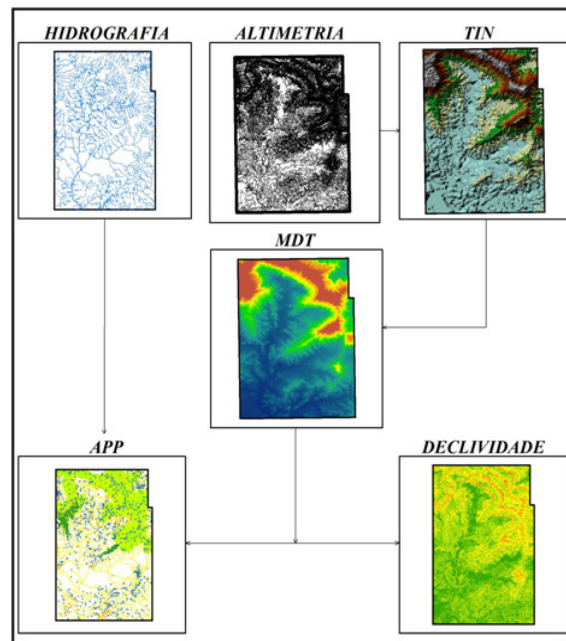 HIDROGRAFIA
ALTIMETRIA
TIN
MDT
APP
DECLIVIDADE